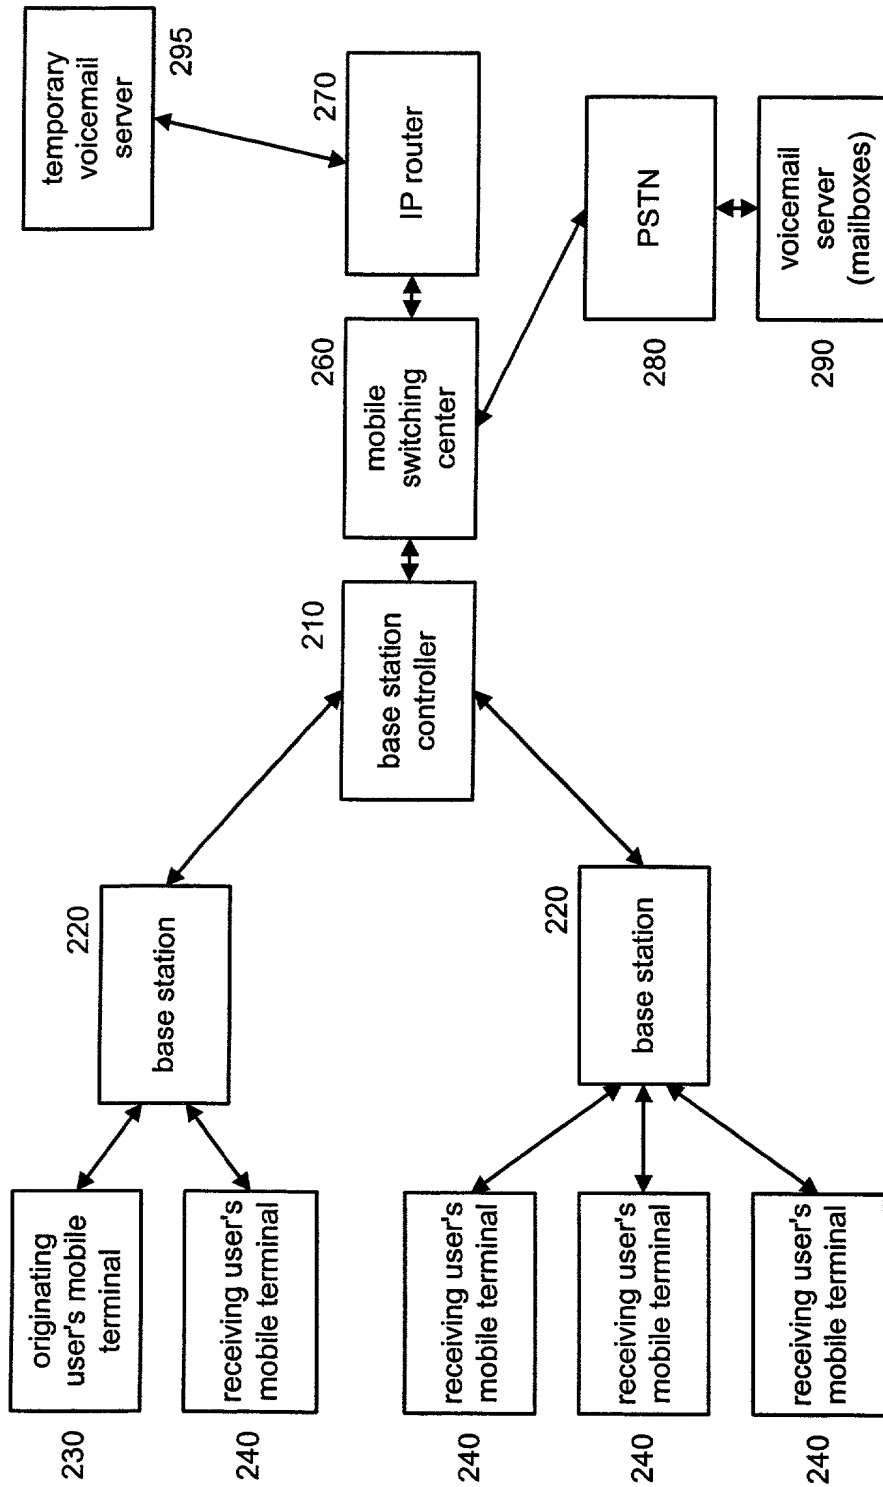 originating
user's mobile
terminal
230
receiving user's
mobile terminal
240
receiving user's
mobile terminal
240
receiving user's
mobile terminal
240
receiving user's
mobile terminal
240
220
base station
220
base station
210
base station
controller
260
mobile
switching
center
270
IP router
295
temporary
voicemail
server
PSTN
280
voicemail
server
(mailboxes)
290